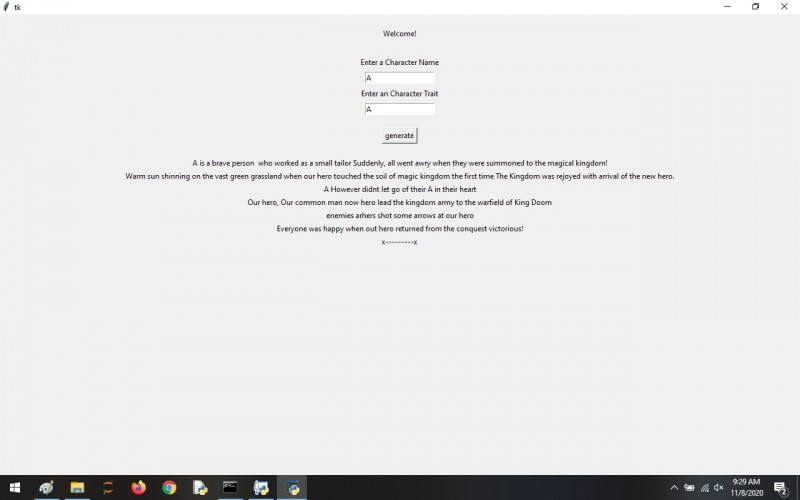 tk
Welcome!
Enter a Character Name
A
Enter an Character Trait
A
generate
A is a brave person  who worked as a small tailor Suddenly, all went awry when they were summoned to the magical kingdom!
Warm sun shinning on the vast green grassland when our hero touched the soil of magic kingdom the first time The Kingdom was rejoyed with arrival of the new hero.
A However didnt let go of their A in their heart
Our hero, Our common man now hero lead the kingdom army to the warfield of King Doom
enemies arhers shot some arrows at our hero
Everyone was happy when out hero returned from the conquest victorious!
x---------x
9:29 AM
11/8/2020
2